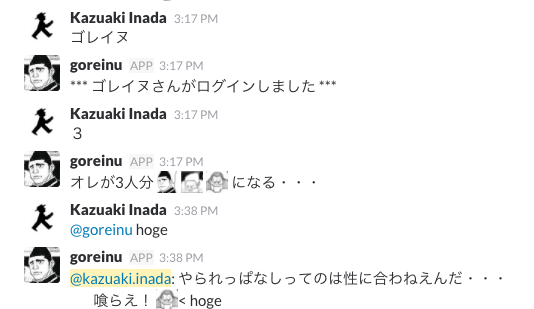 Kazuaki Inada 3:17 PM
ゴレイヌ
goreinu APP 3:17 PM
*** ゴレイヌさんがログインしました ***
Kazuaki Inada 3:17 PM
３
goreinu APP 3:17 PM
オレが3人分 になる・・・
Kazuaki Inada 3:38 PM
@goreinu hoge
goreinu APP 3:38 PM
@kazuaki.inada: やられっぱなしってのは性に合わねえんだ・・・
喰らえ！ < hoge